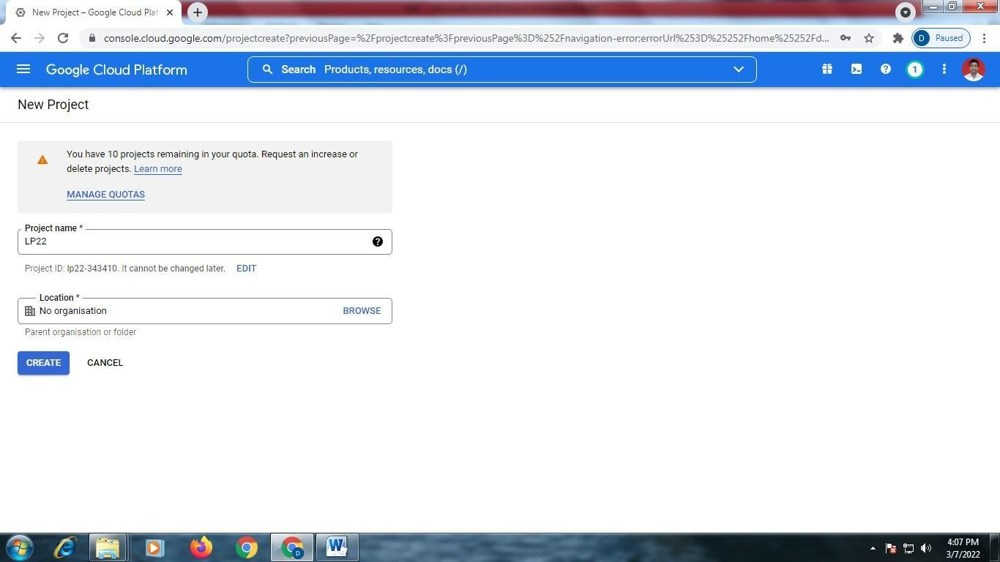 New Project – Google Cloud Plat
console.cloud.google.com/projectcreate?previousPage=%2Fprojectcreate%3FpreviousPage%3D%252Fnavigation-error;errorUrl%253D%25252Fhome%25252Fd...
D Paused
Google Cloud Platform
Search Products, resources, docs (/)
1
New Project
You have 10 projects remaining in your quota. Request an increase or
delete projects. Learn more
MANAGE QUOTAS
Project name *
LP22
Project ID: lp22-343410. It cannot be changed later. EDIT
Location *
No organisation BROWSE
Parent organisation or folder
CREATE CANCEL
4:07 PM
3/7/2022